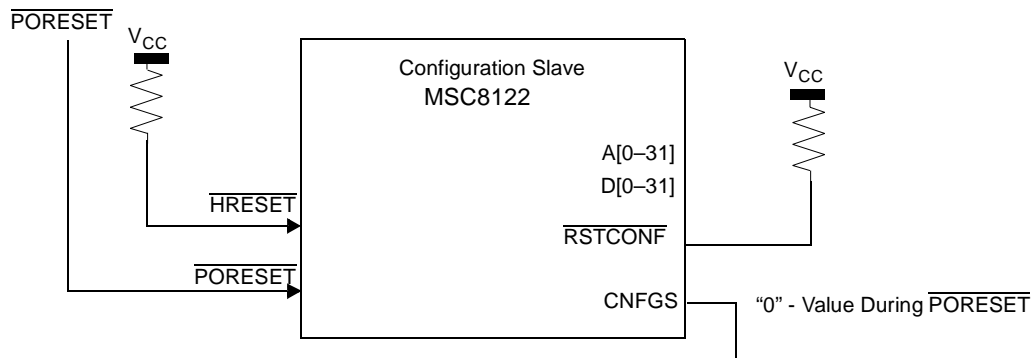 PORESET
VCC
Configuration Slave
MSC8122
VCC
A[0–31]
D[0–31]
HRESET
RSTCONF
PORESET
CNFGS
“0” - Value During PORESET